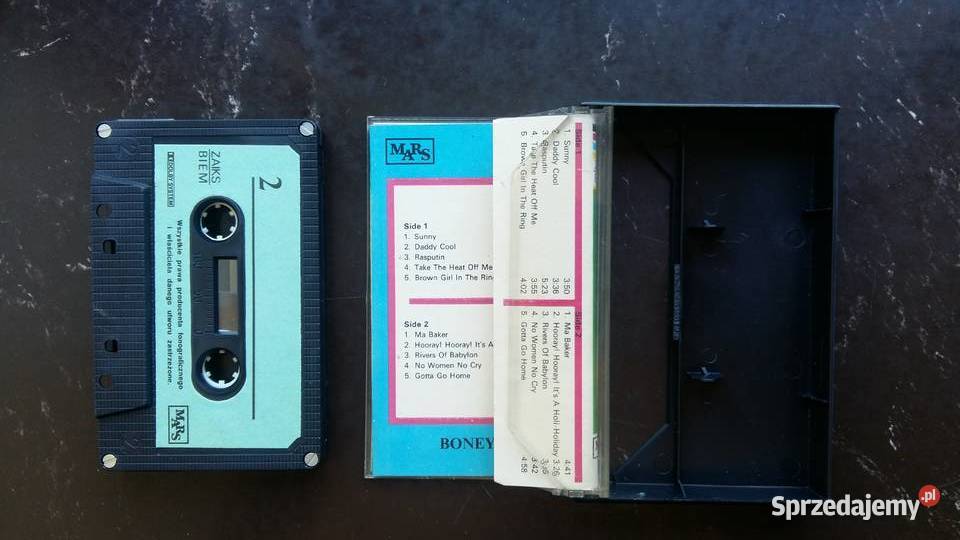 ZAIKS
BIEM
2
DOLBY SYSTEM
Wszystkie prawa producenta fonograficznego
i właściciela danego utworu zastrzeżone.
MARS
MARS
Side 1
1. Sunny
2. Daddy Cool
3. Rasputin
4. Take The Heat Off Me
5. Brown Girl In The Ring
Side 2
1. Ma Baker
2. Hooray! Hooray! It's A
3. Rivers Of Babylon
4. No Women No Cry
5. Gotta Go Home
BONEY
Side 1
1. Sunny 3:50
2. Daddy Cool 3:38
3. Rasputin 5:23
4. Take The Heat Off Me 3:55
5. Brown Girl In The Ring 4:02
Side 2
1. Ma Baker 4:41
2. Hooray! Hooray! It's A Holi-Holiday 3:26
3. Rivers Of Babylon
4. No Women No Cry 3:42
5. Gotta Go Home 4:58
Sprzedajemy.pl